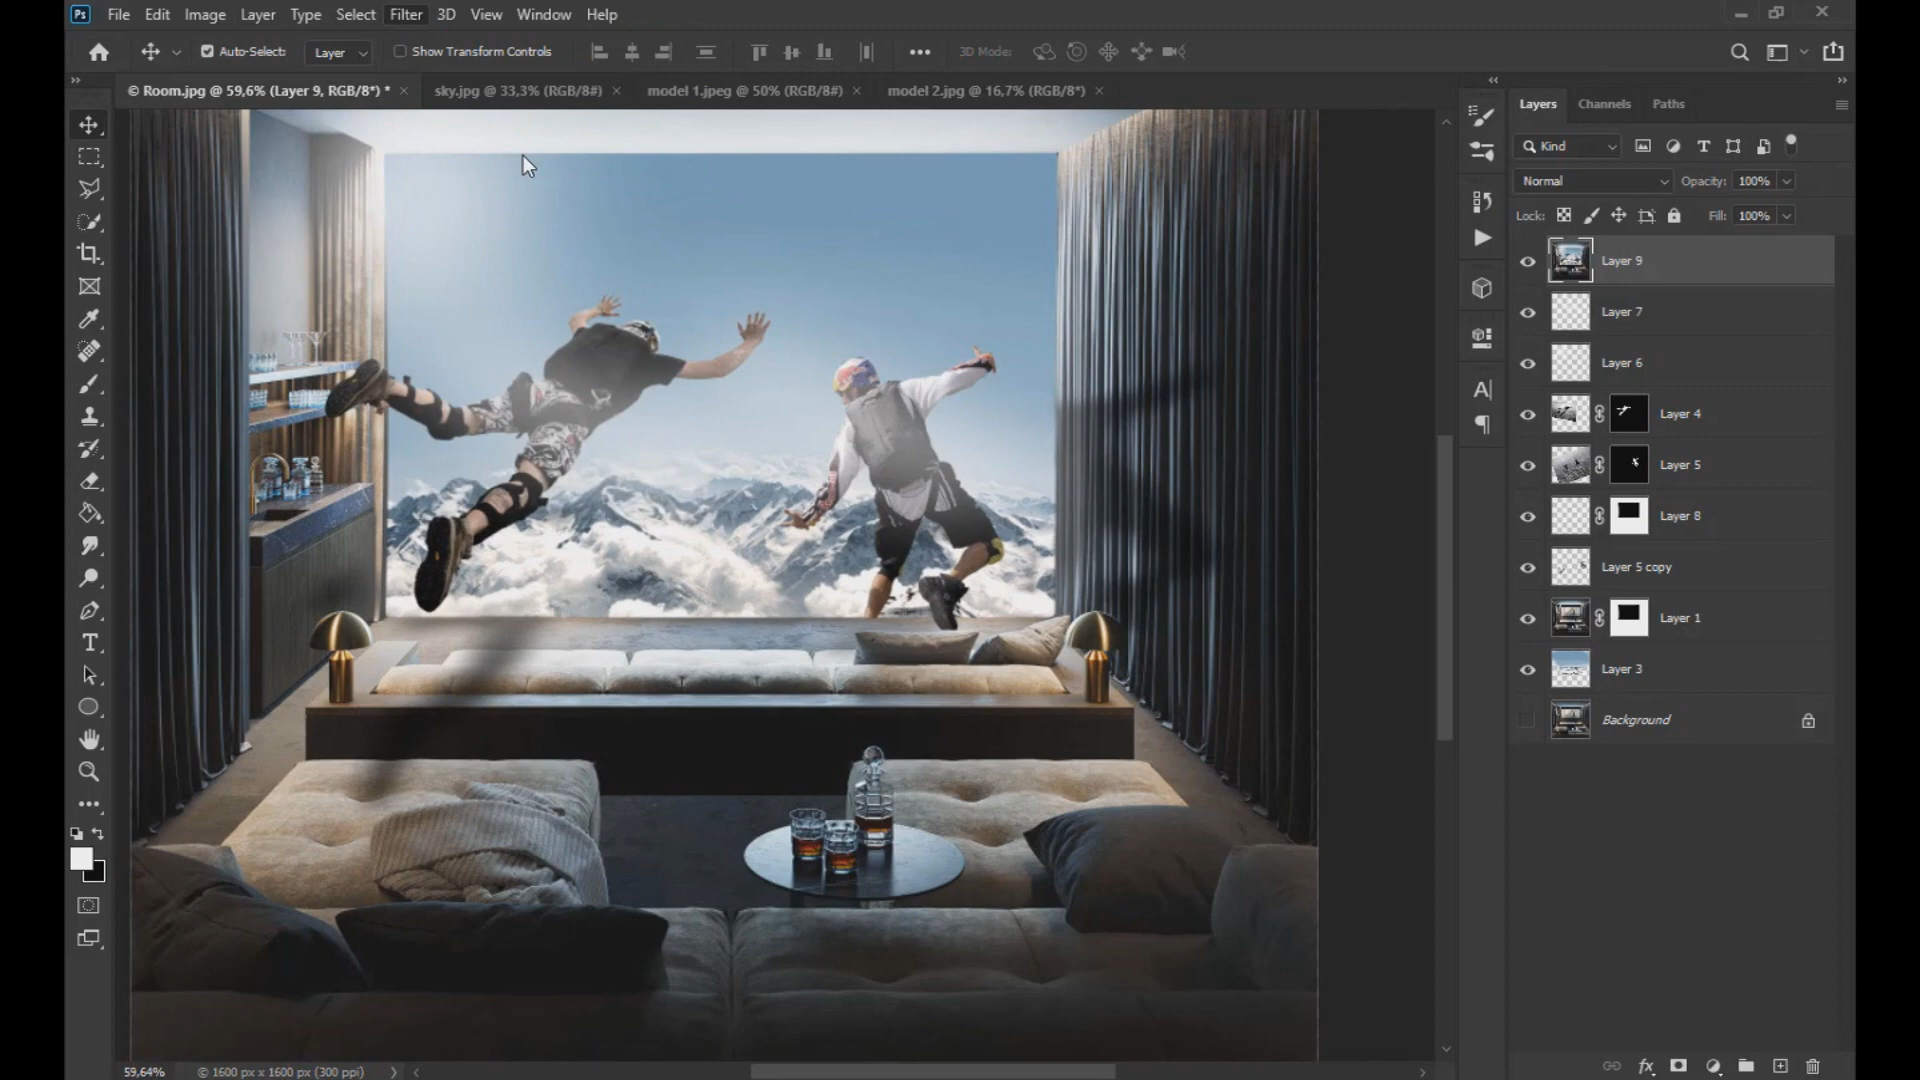 Ps File Edit Image Layer Type Select Filter 3D View Window Help
Auto-Select: Layer Show Transform Controls 3D Mode:
© Room.jpg @ 59,6% (Layer 9, RGB/8*) * sky.jpg @ 33,3% (RGB/8#) model 1.jpeg @ 50% (RGB/8#) model 2.jpg @ 16,7% (RGB/8*)
Layers Channels Paths
Kind
Normal Opacity: 100%
Lock: Fill: 100%
Layer 9
Layer 7
Layer 6
Layer 4
Layer 5
Layer 8
Layer 5 copy
Layer 1
Layer 3
Background
59,64% © 1600 px x 1600 px (300 ppi)